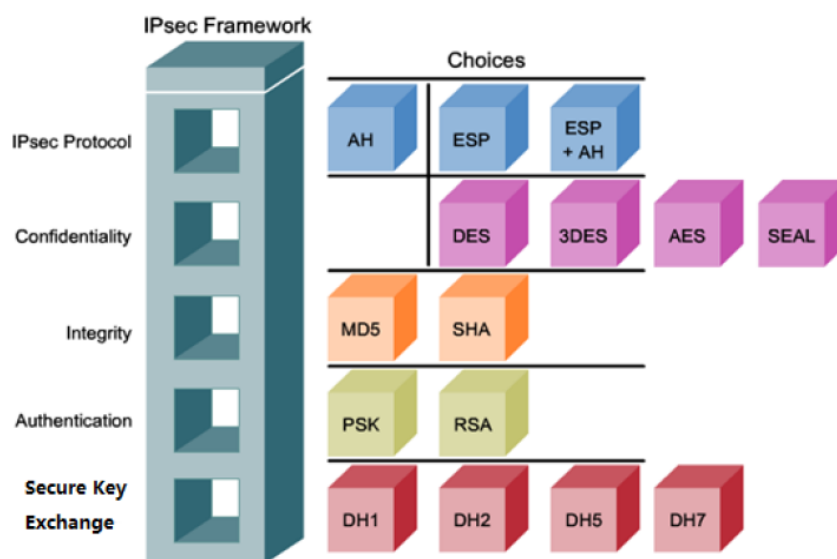 IPsec Framework
Choices
IPsec Protocol
AH
ESP
ESP
+ AH
Confidentiality
DES
3DES
AES
SEAL
Integrity
MD5
SHA
Authentication
PSK
RSA
Secure Key
Exchange
DH1
DH2
DH5
DH7